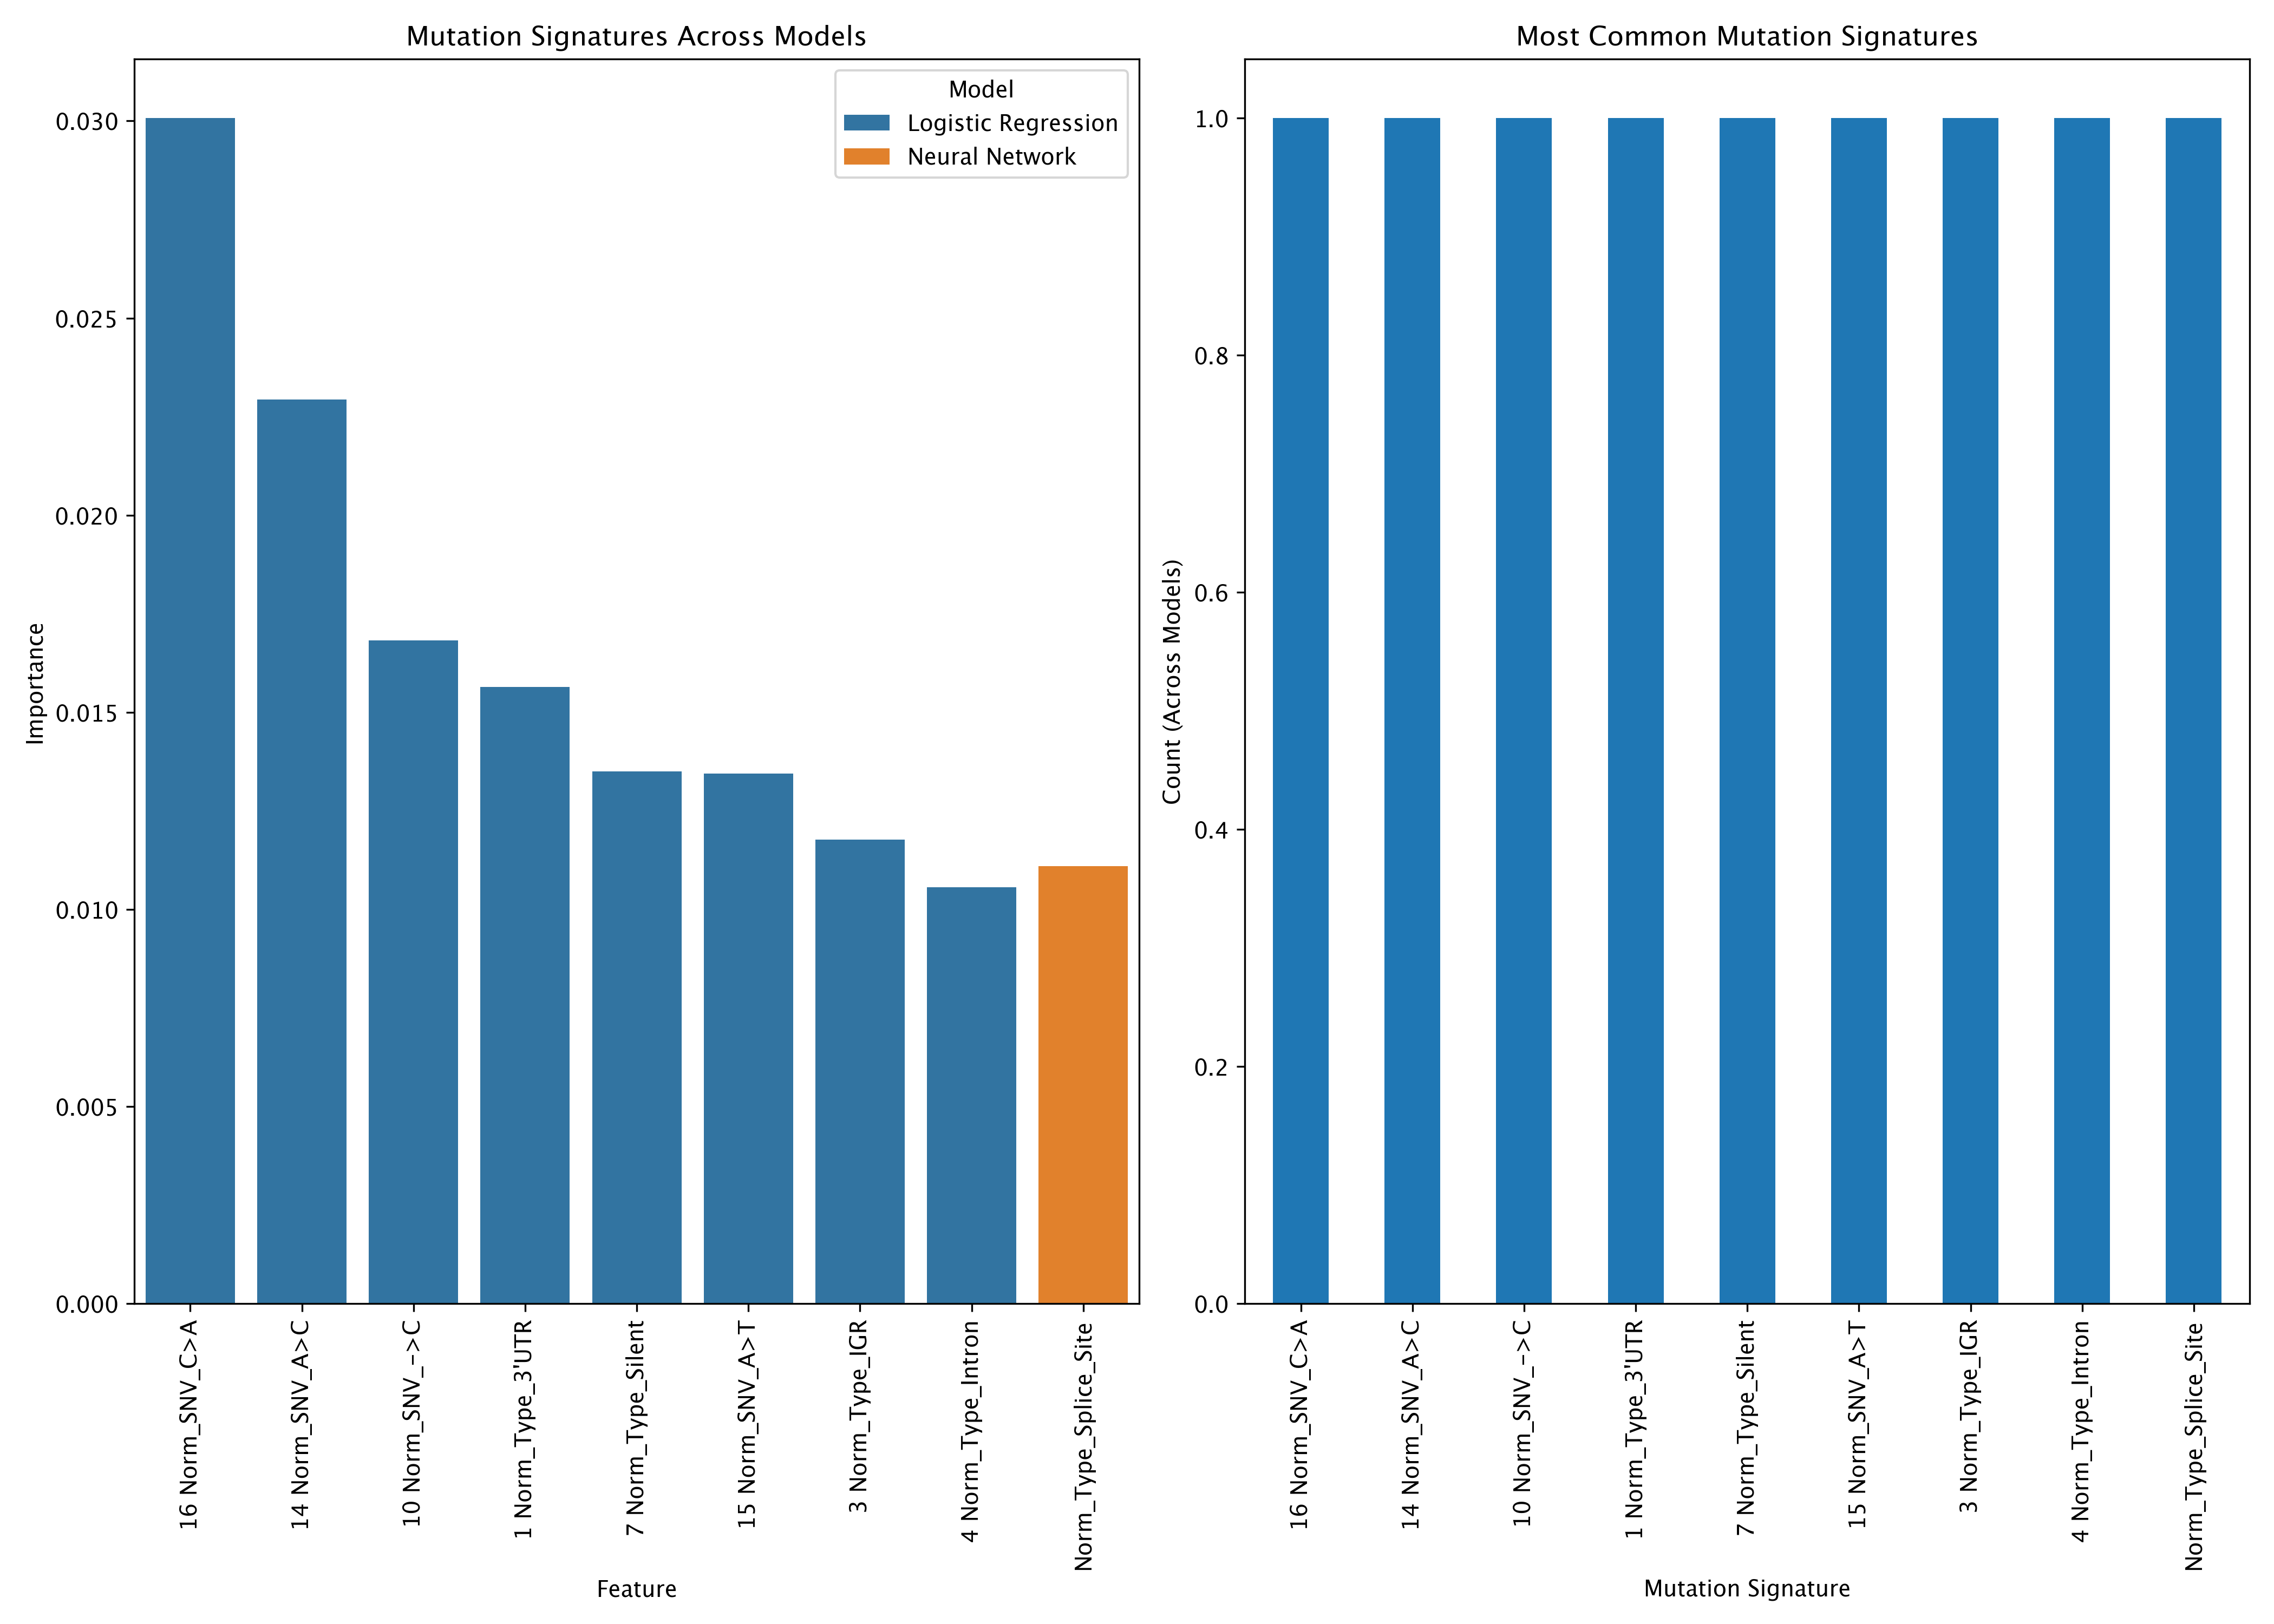 Mutation Signatures Across Models
Model
Logistic Regression
Neural Network
Importance
0.030
0.025
0.020
0.015
0.010
0.005
0.000
16 Norm_SNV_C>A
14 Norm_SNV_A>C
10 Norm_SNV_->C
1 Norm_Type_3'UTR
7 Norm_Type_Silent
15 Norm_SNV_A>T
3 Norm_Type_IGR
4 Norm_Type_Intron
Norm_Type_Splice_Site
Feature
Most Common Mutation Signatures
Count (Across Models)
1.0
0.8
0.6
0.4
0.2
0.0
16 Norm_SNV_C>A
14 Norm_SNV_A>C
10 Norm_SNV_->C
1 Norm_Type_3'UTR
7 Norm_Type_Silent
15 Norm_SNV_A>T
3 Norm_Type_IGR
4 Norm_Type_Intron
Norm_Type_Splice_Site
Mutation Signature